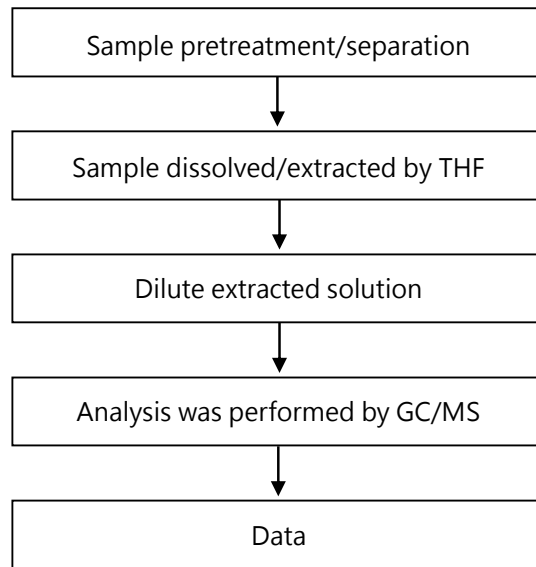 Sample pretreatment/separation
Sample dissolved/extracted by THF
Dilute extracted solution
Analysis was performed by GC/MS
Data